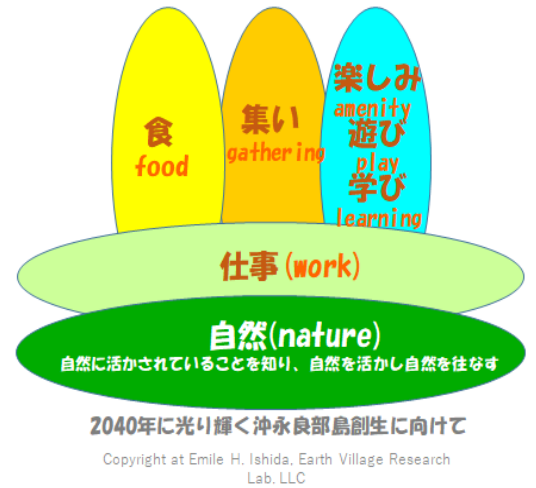 食
food
集い
gathering
楽しみ
amenity
遊び
play
学び
learning
仕事(work)
自然(nature)
自然に活かされていることを知り、自然を活かし自然を往なす
2040年に光り輝く沖永良部島創生に向けて
Copyright at Emile H. Ishida, Earth Village Research
Lab. LLC